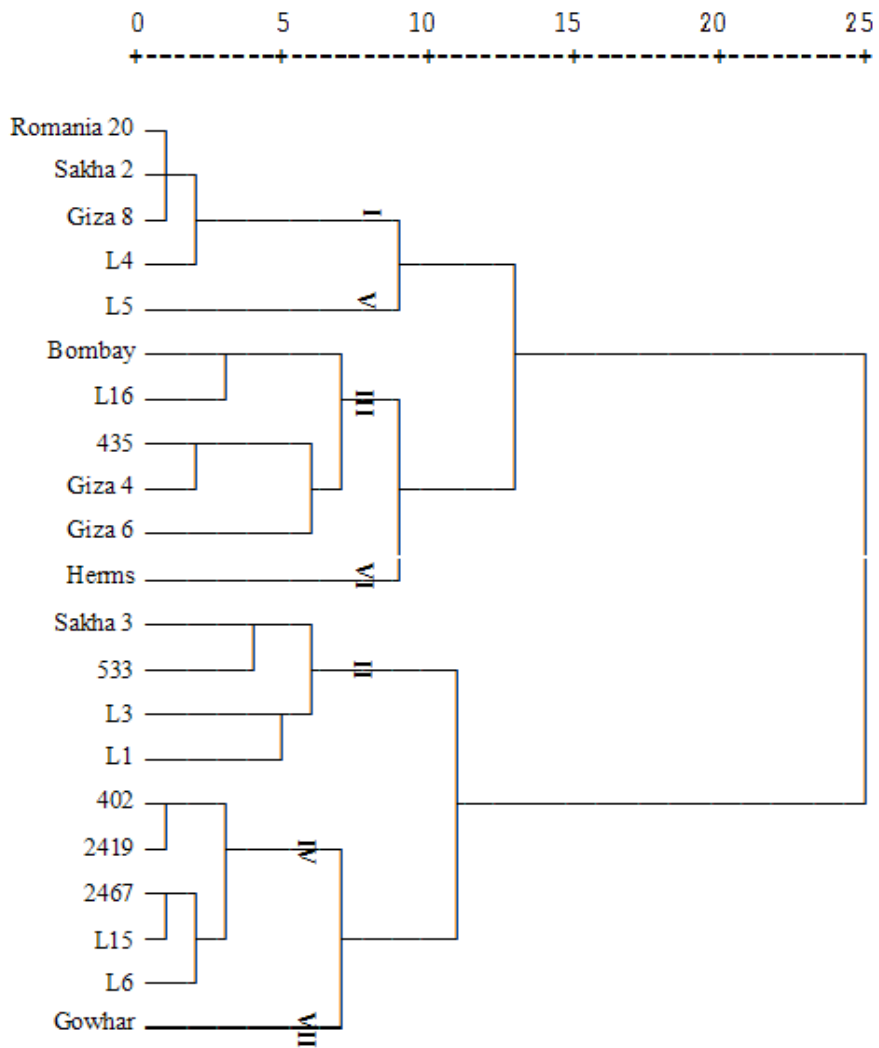 0 5 10 15 20 25
Romania 20
Sakha 2
Giza 8
I
L4
L5
V
Bombay
L16
III
435
Giza 4
Giza 6
Herms
VI
Sakha 3
533
II
L3
L1
402
2419
IV
2467
L15
L6
Gowhar
VII